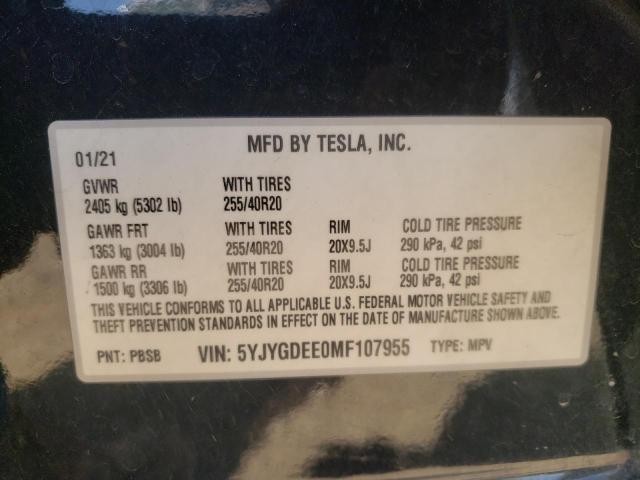 MFD BY TESLA, INC.
01/21
GVWR WITH TIRES
2405 kg (5302 lb) 255/40R20
GAWR FRT WITH TIRES RIM COLD TIRE PRESSURE
1363 kg (3004 lb) 255/40R20 20X9.5J 290 kPa, 42 psi
GAWR RR WITH TIRES RIM COLD TIRE PRESSURE
1500 kg (3306 lb) 255/40R20 20X9.5J 290 kPa, 42 psi
THIS VEHICLE CONFORMS TO ALL APPLICABLE U.S. FEDERAL MOTOR VEHICLE SAFETY AND
THEFT PREVENTION STANDARDS IN EFFECT ON THE DATE OF MANUFACTURE SHOWN ABOVE.
PNT: PBSB VIN: 5YJYGDEE0MF107955 TYPE: MPV